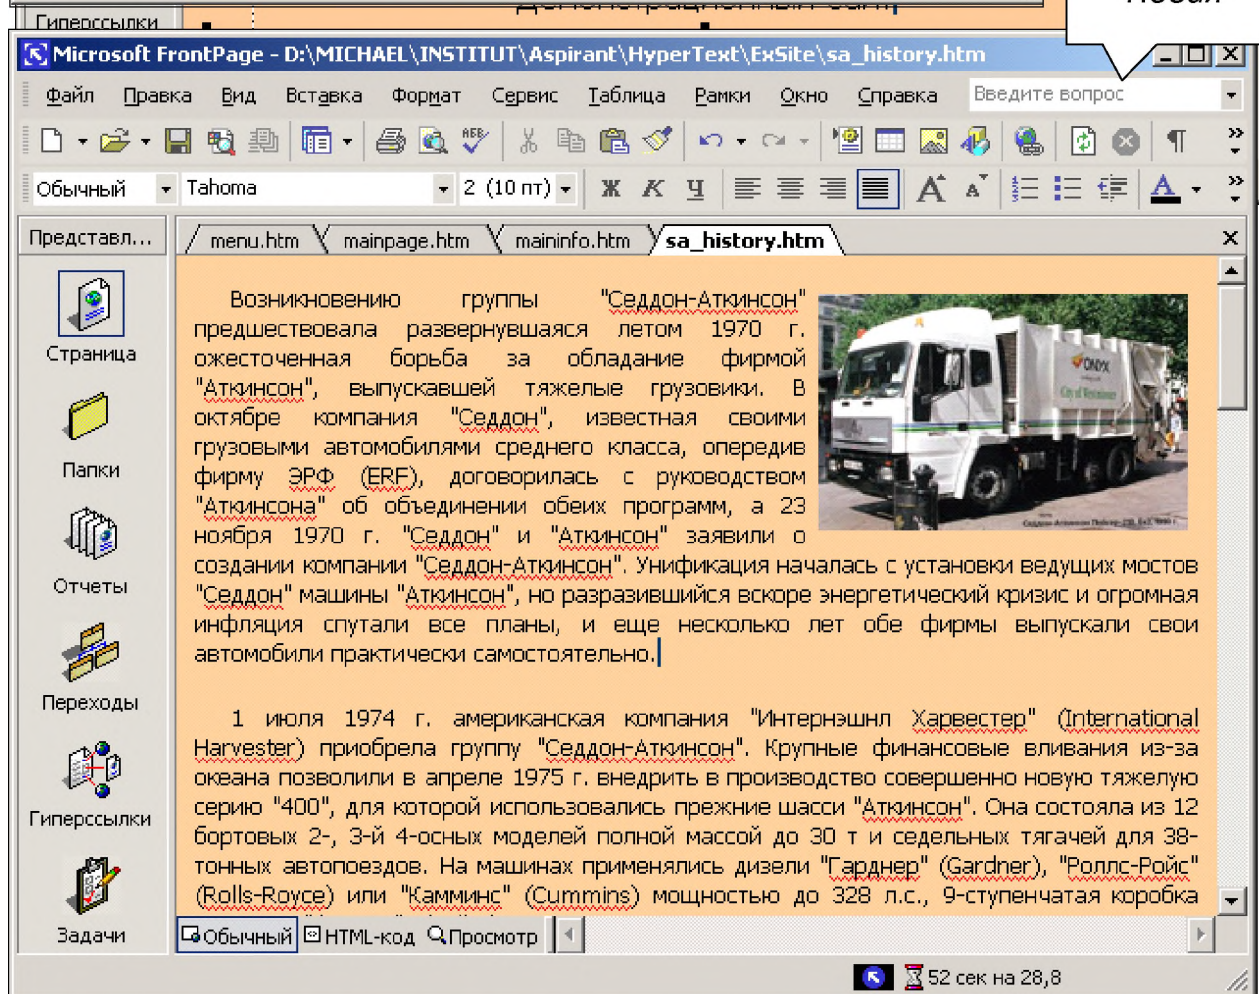 Гиперссылки
демонстрационный сайт
Новая
Microsoft FrontPage - D:\MICHAEL\INSTITUT\Aspirant\HyperText\ExSite\sa_history.htm
Файл Правка Вид Вставка Формат Сервис Таблица Рамки Окно Справка Введите вопрос
Обычный Tahoma 2 (10 пт) Ж К Ч
Представл...
menu.htm mainpage.htm maininfo.htm sa_history.htm
Страница
Папки
Отчеты
Переходы
Гиперссылки
Задачи
Возникновению группы "Седдон-Аткинсон"
предшествовала развернувшаяся летом 1970 г.
ожесточенная борьба за обладание фирмой
"Аткинсон", выпускавшей тяжелые грузовики. В
октябре компания "Седдон", известная своими
грузовыми автомобилями среднего класса, опередив
фирму ЭРФ (ERF), договорилась с руководством
"Аткинсона" об объединении обеих программ, а 23
ноября 1970 г. "Седдон" и "Аткинсон" заявили о
создании компании "Седдон-Аткинсон". Унификация началась с установки ведущих мостов
"Седдон" машины "Аткинсон", но разразившийся вскоре энергетический кризис и огромная
инфляция спутали все планы, и еще несколько лет обе фирмы выпускали свои
автомобили практически самостоятельно.
ONYX
City of Westminster
1 июля 1974 г. американская компания "Интернэшнл Харвестер" (International
Harvester) приобрела группу "Седдон-Аткинсон". Крупные финансовые вливания из-за
океана позволили в апреле 1975 г. внедрить в производство совершенно новую тяжелую
серию "400", для которой использовались прежние шасси "Аткинсон". Она состояла из 12
бортовых 2-, 3-й 4-осных моделей полной массой до 30 т и седельных тягачей для 38-
тонных автопоездов. На машинах применялись дизели "Гарднер" (Gardner), "Роллс-Ройс"
(Rolls-Royce) или "Камминс" (Cummins) мощностью до 328 л.с., 9-ступенчатая коробка
Обычный HTML-код Просмотр
52 сек на 28,8